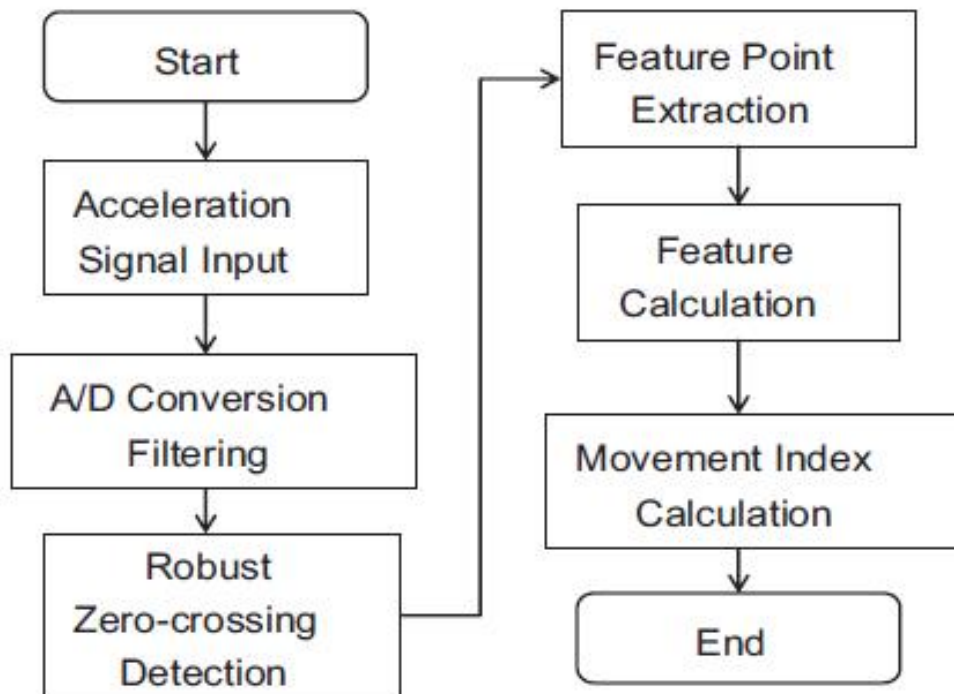 Start
Acceleration
Signal Input
A/D Conversion
Filtering
Robust
Zero-crossing
Detection
Feature Point
Extraction
Feature
Calculation
Movement Index
Calculation
End